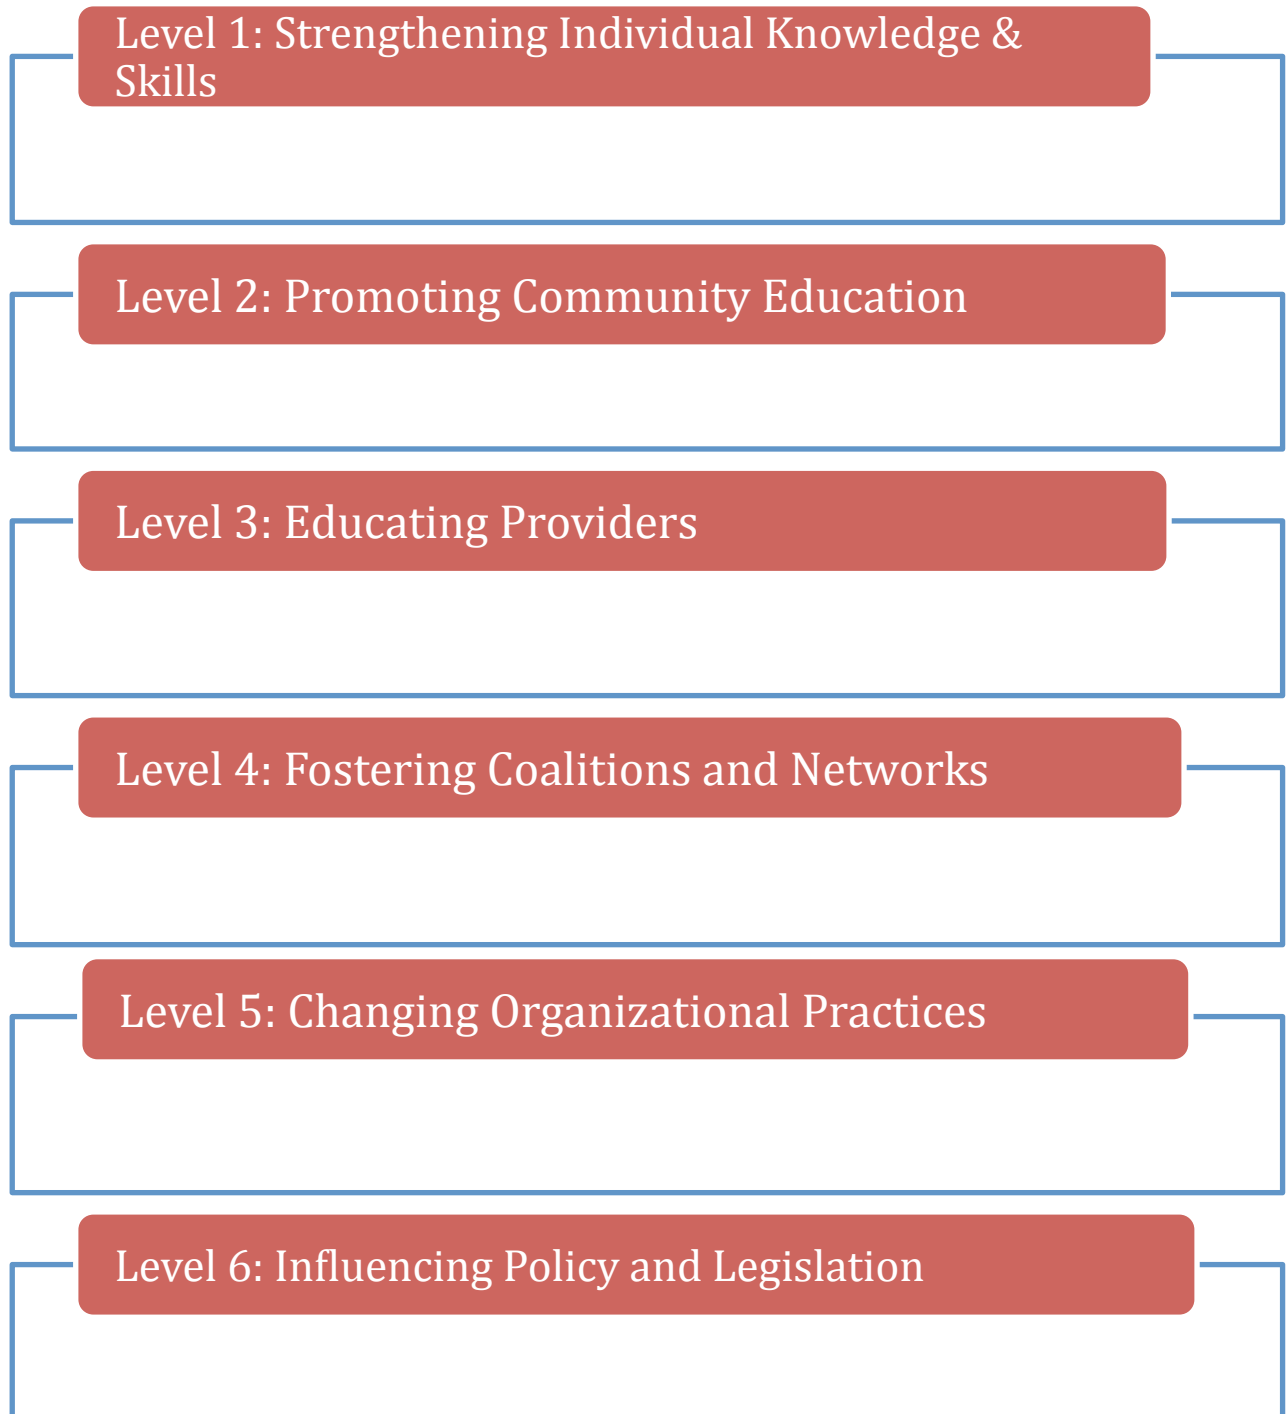 Level 1: Strengthening Individual Knowledge &
Skills
Level 2: Promoting Community Education
Level 3: Educating Providers
Level 4: Fostering Coalitions and Networks
Level 5: Changing Organizational Practices
Level 6: Influencing Policy and Legislation